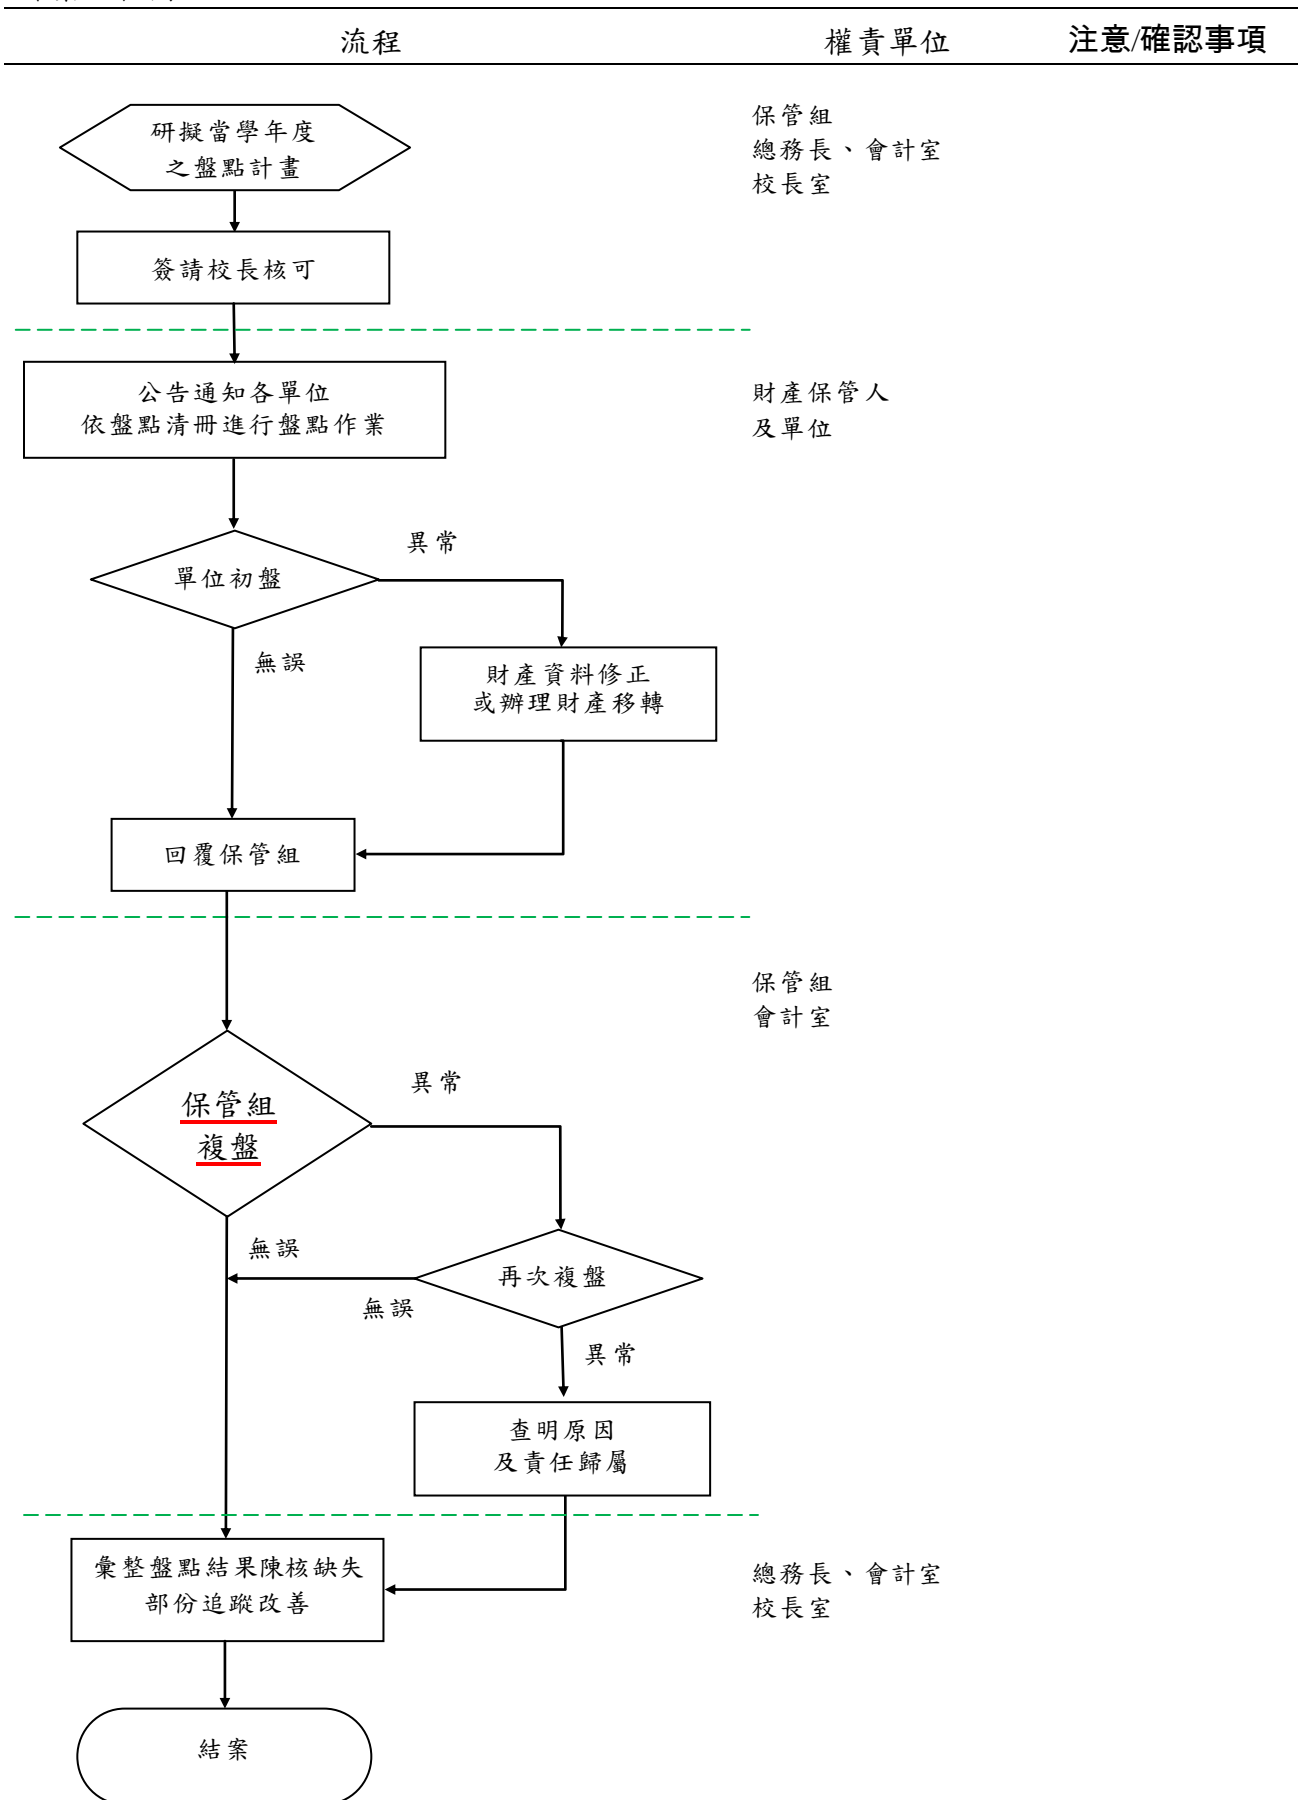 流程
權責單位
注意/確認事項
研擬當學年度
之盤點計畫
保管組
總務長、會計室
校長室
簽請校長核可
公告通知各單位
依盤點清冊進行盤點作業
財產保管人
及單位
單位初盤
異常
無誤
財產資料修正
或辦理財產移轉
回覆保管組
保管組
會計室
保管組
複盤
異常
無誤
再次複盤
無誤
異常
查明原因
及責任歸屬
彙整盤點結果陳核缺失
部份追蹤改善
總務長、會計室
校長室
結案